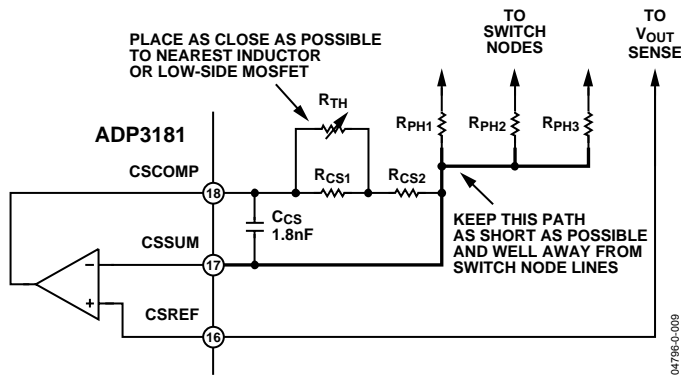 TO
SWITCH
NODES
TO
VOUT
SENSE
PLACE AS CLOSE AS POSSIBLE
TO NEAREST INDUCTOR
OR LOW-SIDE MOSFET
RTH
RPH1
RPH2
RPH3
ADP3181
CSCOMP
18
RCS1
RCS2
CCS
1.8nF
KEEP THIS PATH
AS SHORT AS POSSIBLE
AND WELL AWAY FROM
SWITCH NODE LINES
CSSUM
17
–
+
CSREF
16
04796-0-009